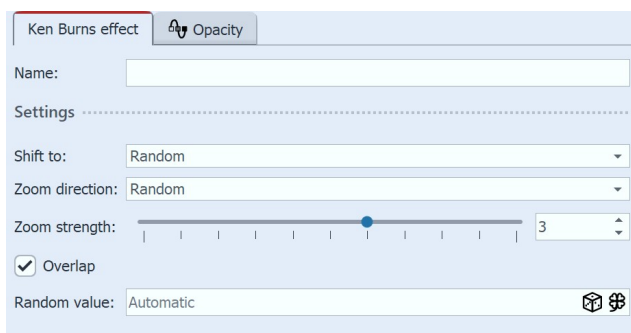 Ken Burns effect Opacity
Name:
Settings
Shift to: Random
Zoom direction: Random
Zoom strength: 3
Overlap
Random value: Automatic